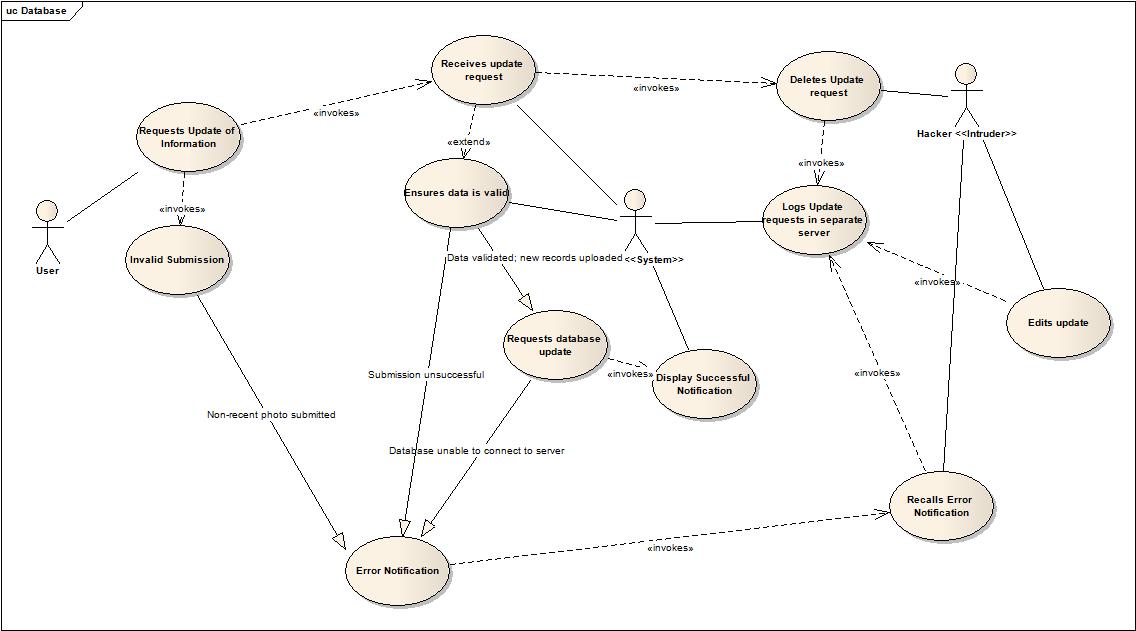 uc Database
Receives update
request
Deletes Update
request
«invokes»
Hacker <<Intruder>>
«invokes»
Requests Update of
Information
«extend»
«invokes»
Ensures data is valid
«invokes»
Logs Update
requests in separate
server
User
Invalid Submission
Data validated; new records uploaded
<<System>>
«invokes»
Edits update
Requests database
update
Submission unsuccessful
«invokes»
Display Successful
Notification
«invokes»
Non-recent photo submitted
Database unable to connect to server
Recalls Error
Notification
«invokes»
Error Notification